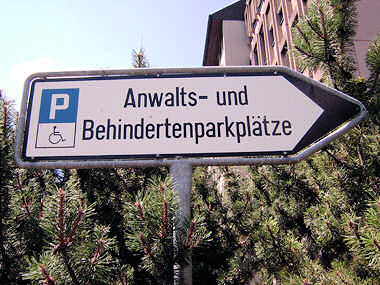 P
Anwalts- und
Behindertenparkplätze